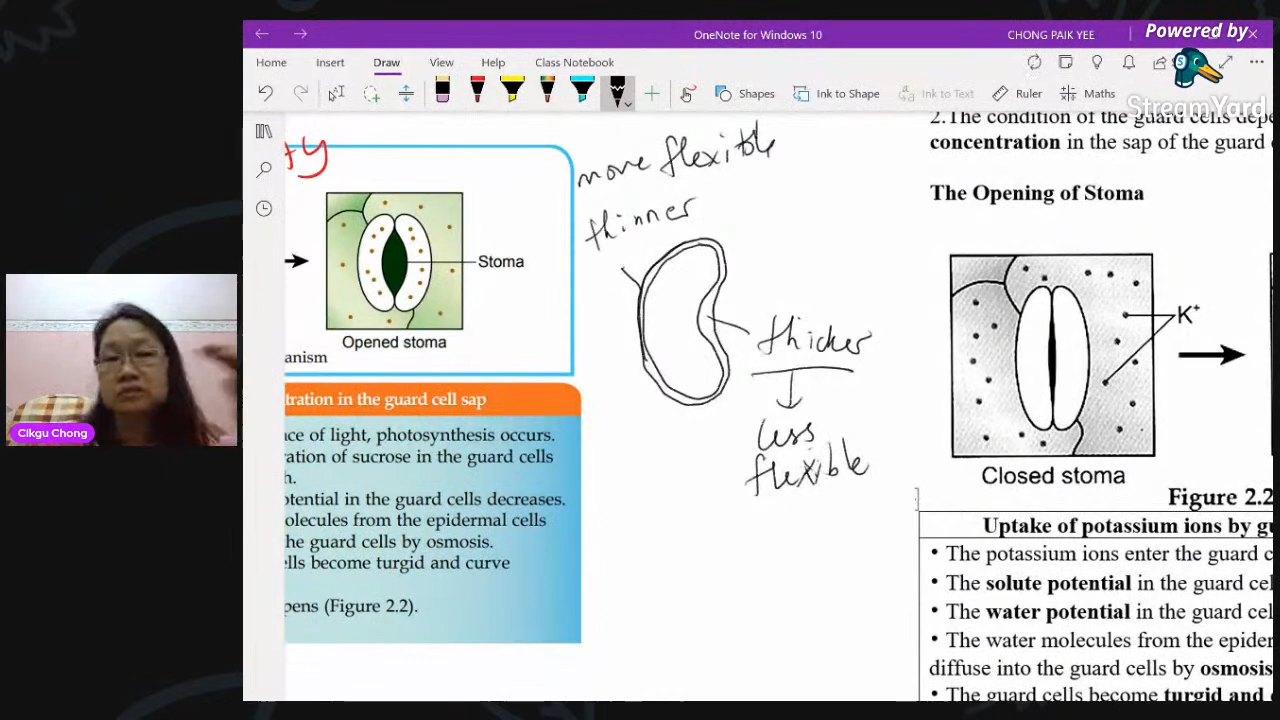 OneNote for Windows 10
CHONG PAIK YEE
Powered by
StreamYard
Home
Insert
Draw
View
Help
Class Notebook
Shapes
Ink to Shape
Ink to Text
Ruler
Maths
ty
Stoma
Opened stoma
anism
tration in the guard cell sap
ce of light, photosynthesis occurs.
ration of sucrose in the guard cells
h.
otential in the guard cells decreases.
olecules from the epidermal cells
he guard cells by osmosis.
ells become turgid and curve
pens (Figure 2.2).
more flexible
thinner
thicker
less
flexible
2.The condition of the guard cells depe
concentration in the sap of the guard
The Opening of Stoma
K+
Closed stoma
Figure 2.2
Uptake of potassium ions by gu
• The potassium ions enter the guard c
• The solute potential in the guard cel
• The water potential in the guard cel
• The water molecules from the epider
diffuse into the guard cells by osmosis
• The guard cells become turgid and
Cikgu Chong